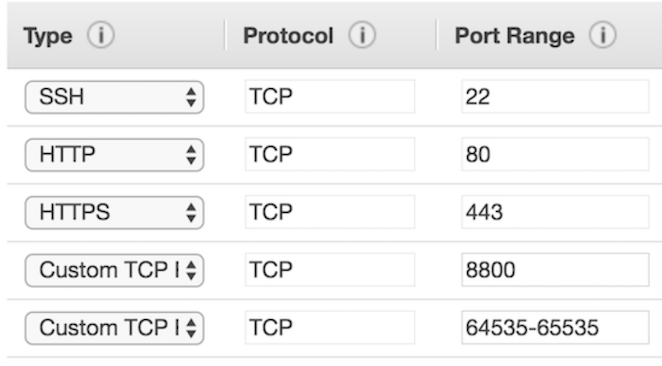 Type i Protocol i Port Range i
SSH TCP 22
HTTP TCP 80
HTTPS TCP 443
Custom TCP TCP 8800
Custom TCP TCP 64535-65535